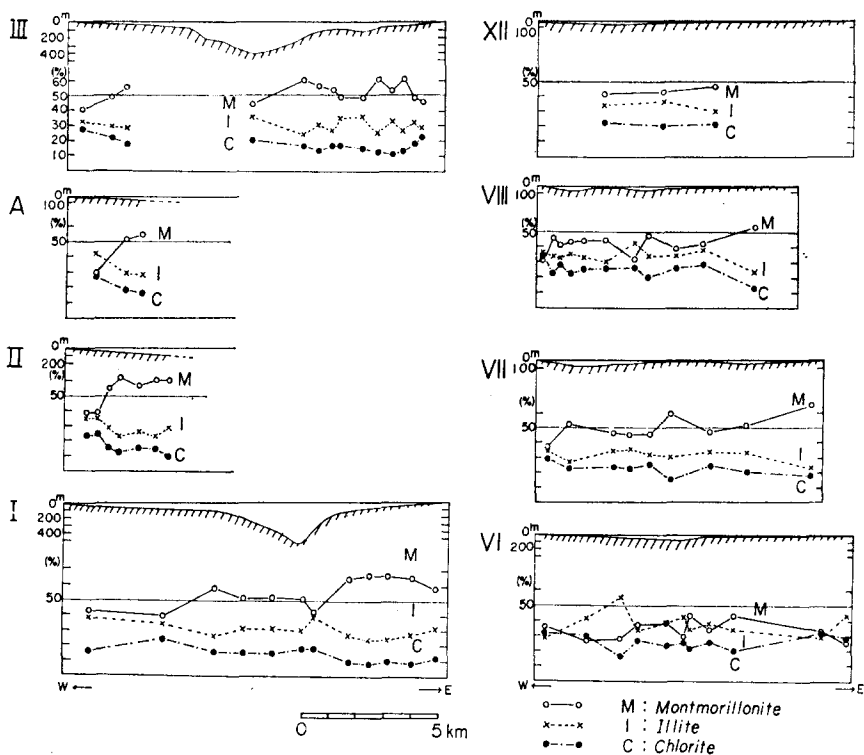 III
0m
200
400
(%)
60
50
40
30
20
10
M
I
C
A
0m
100
(%)
50
M
I
C
II
0m
200
(%)
50
M
I
C
I
0m
200
400
(%)
50
M
I
C
W
E
0 5 km
XII
0m
100
(%)
50
M
I
C
VIII
0m
100
(%)
50
M
I
C
VII
0m
100
(%)
50
M
I
C
VI
0m
200
(%)
50
M
I
C
W
E
M : Montmorillonite
I : Illite
C : Chlorite